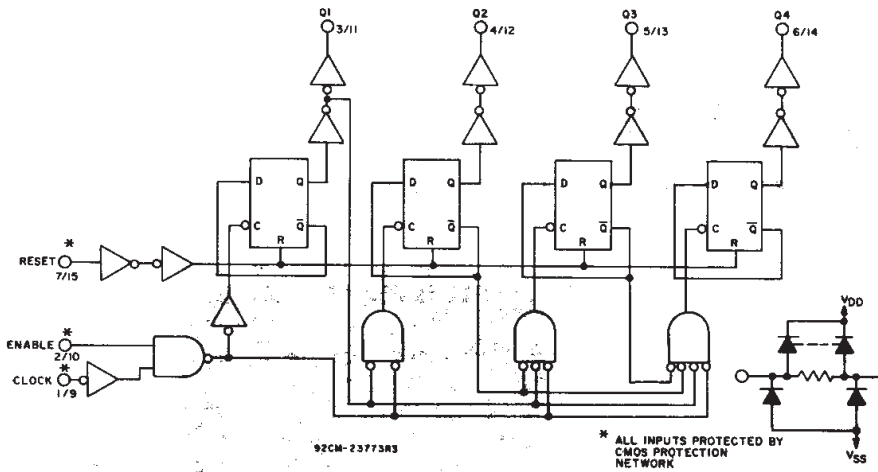 Q1
3/11
Q2
4/12
Q3
5/13
Q4
6/14
D Q
C Q̅
R
D Q
C Q̅
R
D Q
C Q̅
R
D Q
C Q̅
R
*
RESET
7/15
*
ENABLE
2/10
*
CLOCK
1/9
VDD
VSS
92CM-23773R3
* ALL INPUTS PROTECTED BY
CMOS PROTECTION
NETWORK